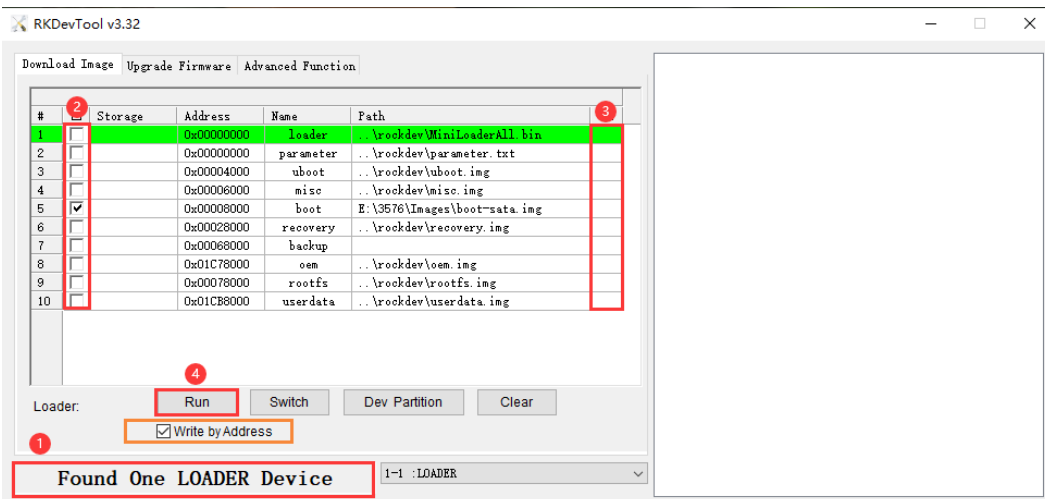 RKDevTool v3.32
Download Image Upgrade Firmware Advanced Function
2
3
# Storage Address Name Path
1 0x00000000 loader ..\rockdev\MiniLoaderAll.bin
2 0x00000000 parameter ..\rockdev\parameter.txt
3 0x00004000 uboot ..\rockdev\uboot.img
4 0x00006000 misc ..\rockdev\misc.img
5 0x00008000 boot E:\3576\Images\boot-sata.img
6 0x00028000 recovery ..\rockdev\recovery.img
7 0x00068000 backup
8 0x01C78000 oem ..\rockdev\oem.img
9 0x00078000 rootfs ..\rockdev\rootfs.img
10 0x01CB8000 userdata ..\rockdev\userdata.img
4
Loader: Run Switch Dev Partition Clear
Write by Address
1
Found One LOADER Device 1-1 :LOADER